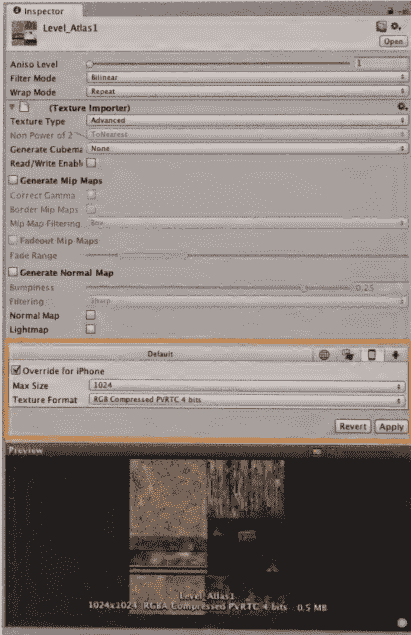 Inspector
Level_Atlas1
Open
Aniso Level 1
Filter Mode Bilinear
Wrap Mode Repeat
(Texture Importer)
Texture Type Advanced
Non Power of 2 ToNearest
Generate Cubema None
Read/Write Enabl
Generate Mip Maps
Correct Gamma
Border Mip Maps
Mip Map Filtering Box
Fadeout Mip Maps
Fade Range
Generate Normal Map
Bumpiness 0.25
Filtering Sharp
Normal Map
Lightmap
Default
Override for iPhone
Max Size 1024
Texture Format RGB Compressed PVRTC 4 bits
Revert Apply
Preview
Level_Atlas1
1024x1024 RGBA Compressed PVRTC 4 bits 0.5 MB